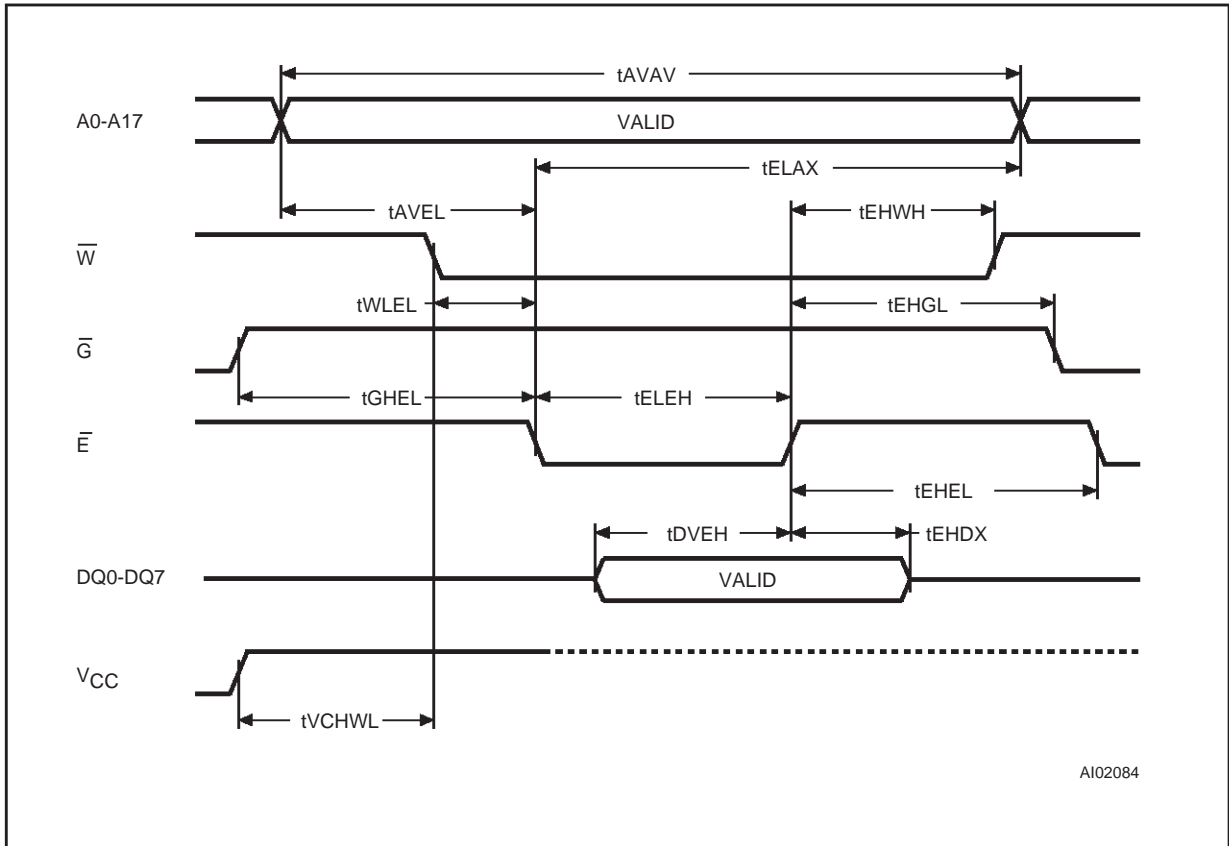 tAVAV
A0-A17
VALID
tELAX
tAVEL
tEHWH
W
tWLEL
tEHGL
G
tGHEL
tELEH
E
tEHEL
tDVEH
tEHDX
DQ0-DQ7
VALID
VCC
tVCHWL
AI02084